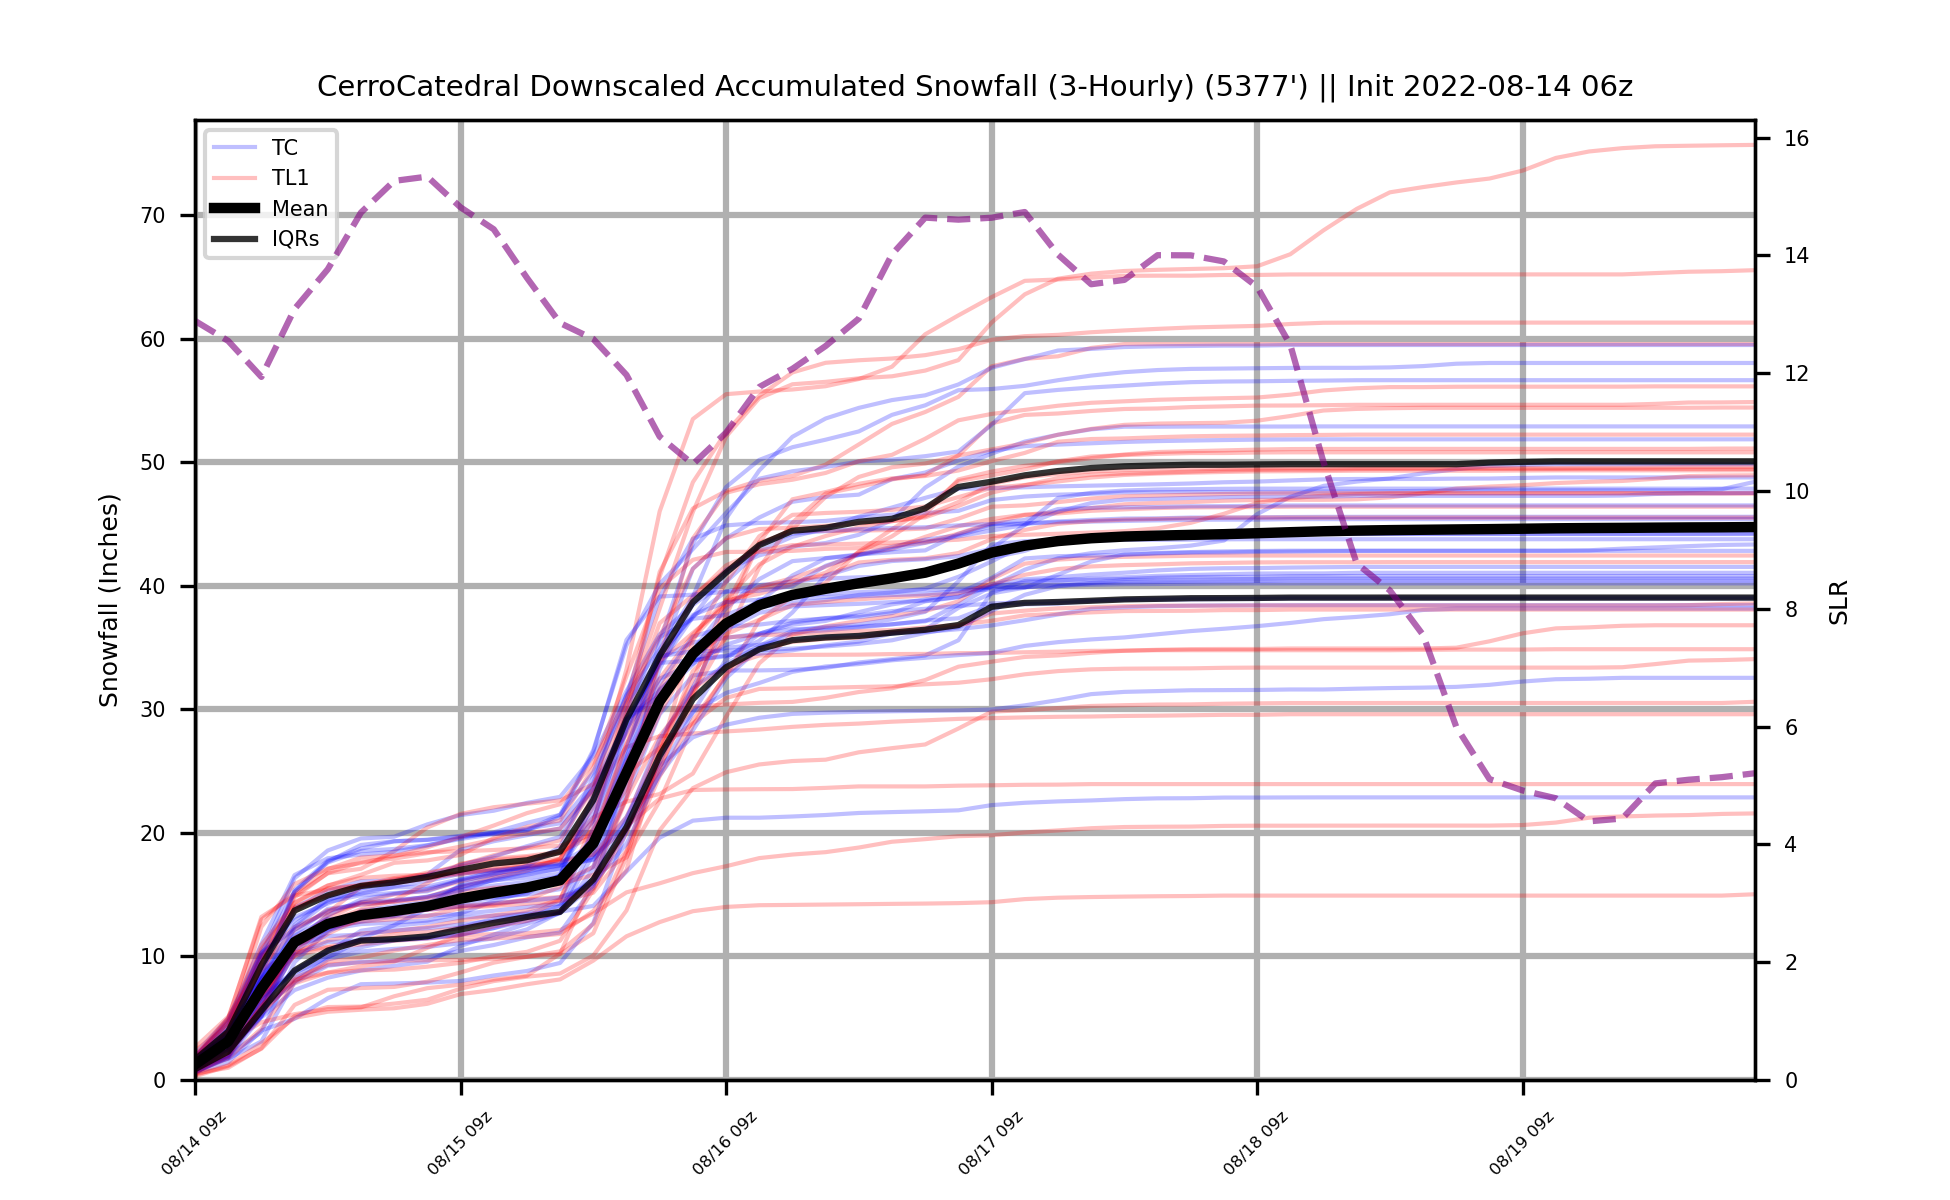 CerroCatedral Downscaled Accumulated Snowfall (3-Hourly) (5377') || Init 2022-08-14 06z
TC
TL1
Mean
IQRs
Snowfall (Inches)
70
60
50
40
30
20
10
0
16
14
12
10
8
6
4
2
0
SLR
08/14 09z
08/15 09z
08/16 09z
08/17 09z
08/18 09z
08/19 09z